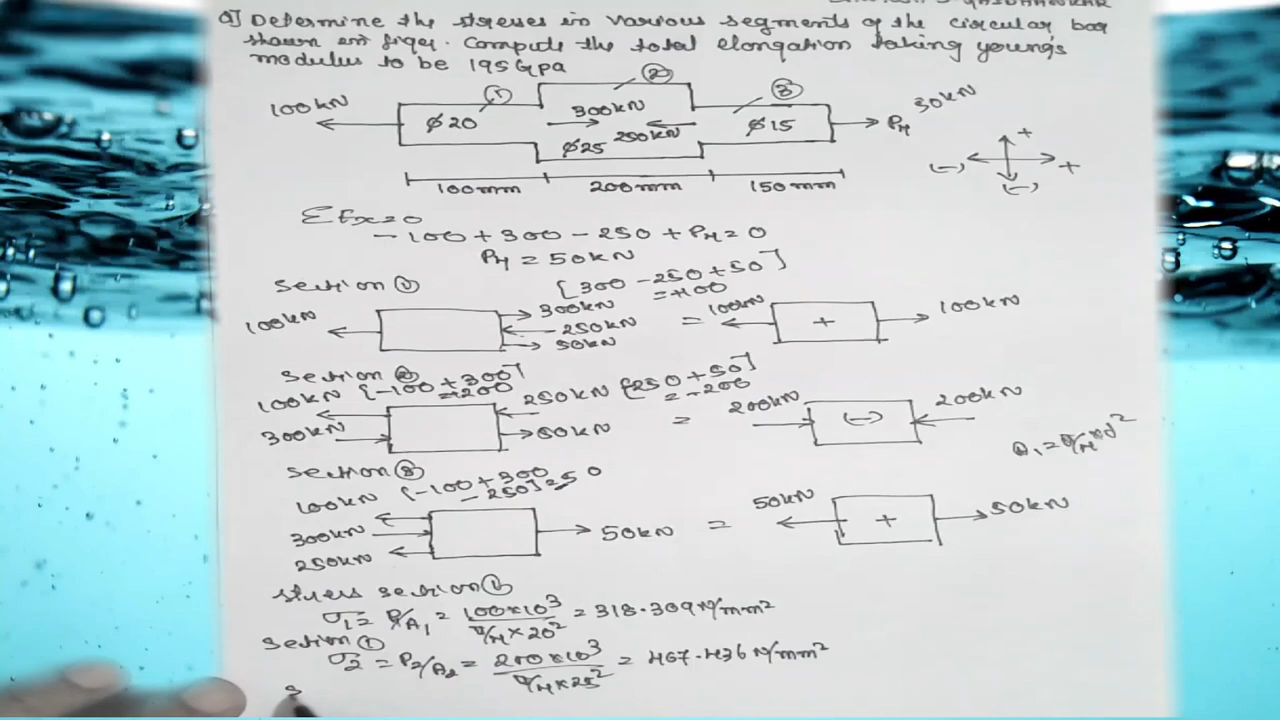 Q] Determine the stresses in various segments of the circular bar
shown in figer. Compute the total elongation taking young's
modulus to be 195 Gpa
① ② ③
100kN 300kN 30kN
ϕ20 250kN ϕ15 PH
ϕ25
+
(-) +
(-)
100mm 200mm 150mm
ΣFx=0
-100+300-250+PH=0
PH = 50kN
Section ① [300-250+50]
=+100
100kN 300kN = 100kN + 100kN
250kN
50kN
Section ②
100kN [-100+300] 250kN [250+50]
=200 =-200
300kN 50kN = 200kN (-) 200kN
A1=π/4×d²
Section ③
100kN [-100+300
-250]=50
300kN 50kN = 50kN + 50kN
250kN
stress section ①
σ1= P/A1 = 100×10³ / π/4×20² = 318.309 N/mm²
Section ①
σ2 = P2/A2 = 200×10³ / π/4×25² = 407.436 N/mm²
S